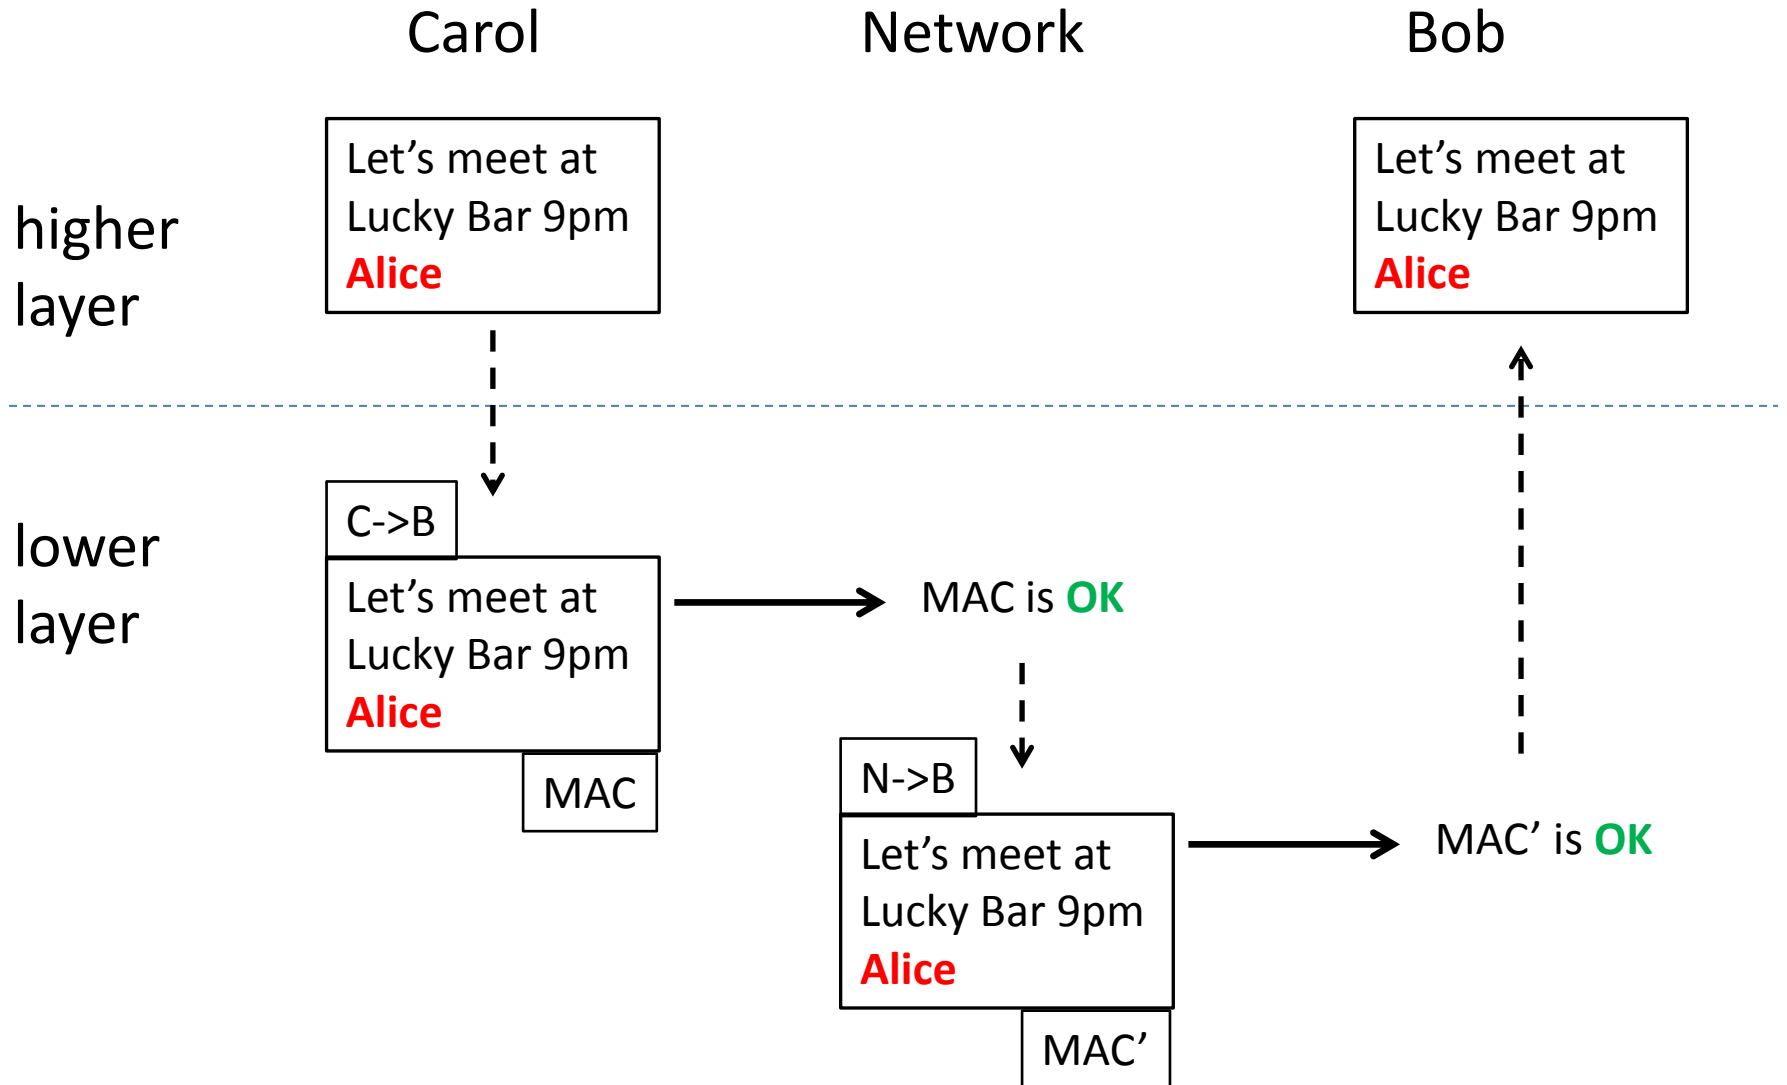 Carol
Network
Bob
Let’s meet at
Lucky Bar 9pm
Alice
Let’s meet at
Lucky Bar 9pm
Alice
higher
layer
C->B
lower
layer
Let’s meet at
Lucky Bar 9pm
Alice
MAC
MAC is OK
N->B
Let’s meet at
Lucky Bar 9pm
Alice
MAC’
MAC’ is OK